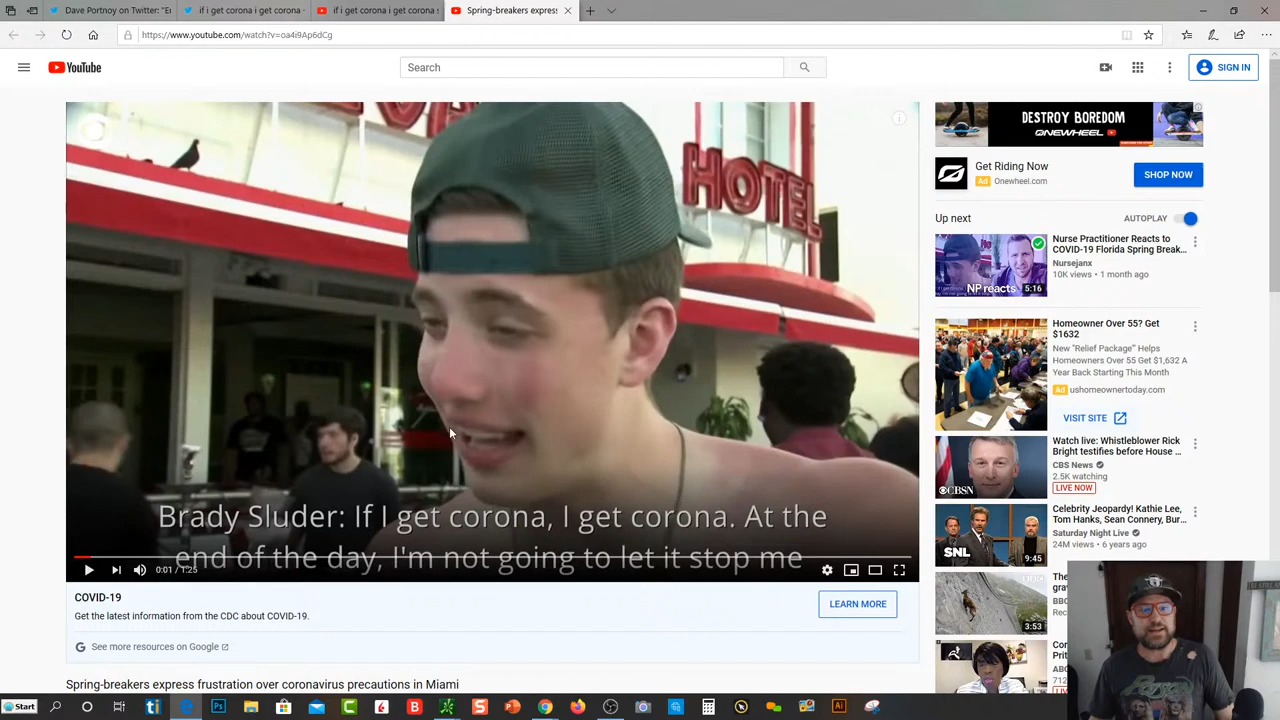 Dave Portnoy on Twitter: "Er
if i get corona i get corona -
if i get corona i get corona s
Spring-breakers express
https://www.youtube.com/watch?v=oa4i9Ap6dCg
YouTube
Search
SIGN IN
HOTEL
Brady Sluder: If I get corona, I get corona. At the
end of the day, I'm not going to let it stop me
0:01 / 1:25
COVID-19
Get the latest information from the CDC about COVID-19.
LEARN MORE
See more resources on Google
Spring-breakers express frustration over coronavirus precautions in Miami
DESTROY BOREDOM
ONEWHEEL
Get Riding Now
Ad Onewheel.com
SHOP NOW
Up next
AUTOPLAY
NP reacts
5:16
Nurse Practitioner Reacts to
COVID-19 Florida Spring Break...
Nursejanx
10K views • 1 month ago
Homeowner Over 55? Get
$1632
New "Relief Package" Helps
Homeowners Over 55 Get $1,632 A
Year Back Starting This Month
Ad ushomeownertoday.com
VISIT SITE
CBSN
Watch live: Whistleblower Rick
Bright testifies before House ...
CBS News
2.5K watching
LIVE NOW
SNL
9:45
Celebrity Jeopardy! Kathie Lee,
Tom Hanks, Sean Connery, Bur...
Saturday Night Live
24M views • 6 years ago
3:53
The
gra
BBC
Rec
Cor
Prit
ABC
712
Start